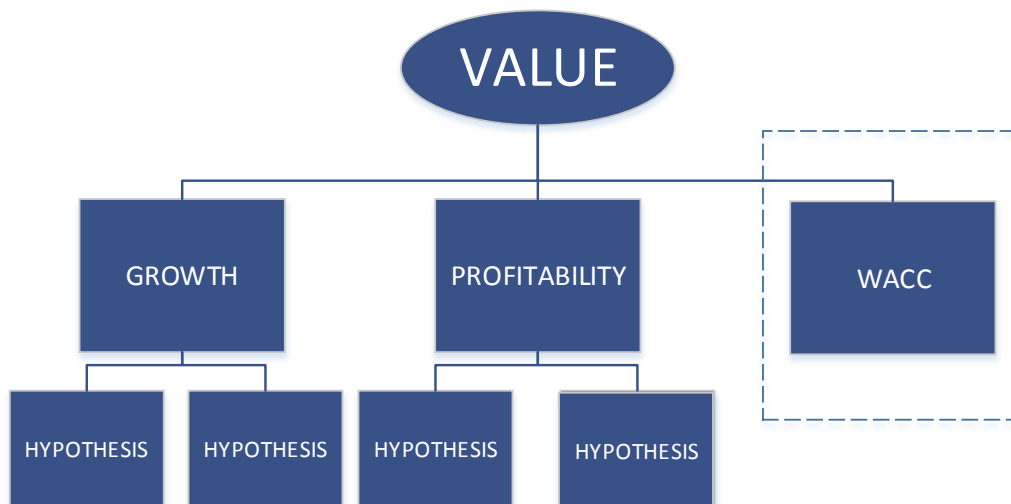 VALUE
GROWTH
PROFITABILITY
WACC
HYPOTHESIS
HYPOTHESIS
HYPOTHESIS
HYPOTHESIS